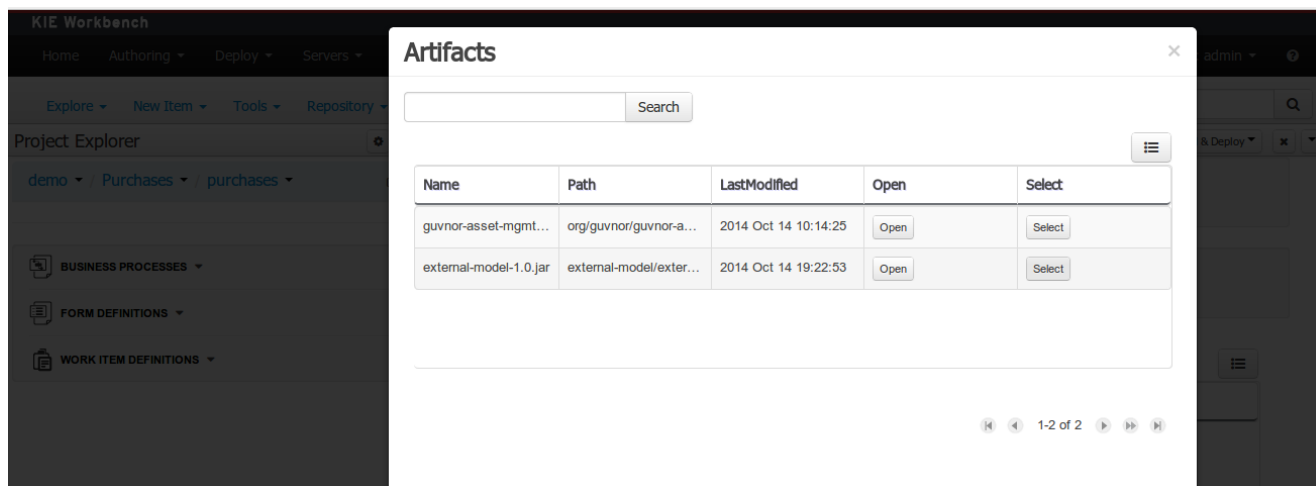 KIE Workbench
Home Authoring Deploy Servers admin
Artifacts
Explore New Item Tools Repository
Search
Project Explorer
& Deploy
demo / Purchases / purchases
Name Path LastModified Open Select
guvnor-asset-mgmt... org/guvnor/guvnor-a... 2014 Oct 14 10:14:25 Open Select
external-model-1.0.jar external-model/exter... 2014 Oct 14 19:22:53 Open Select
BUSINESS PROCESSES
FORM DEFINITIONS
WORK ITEM DEFINITIONS
1-2 of 2